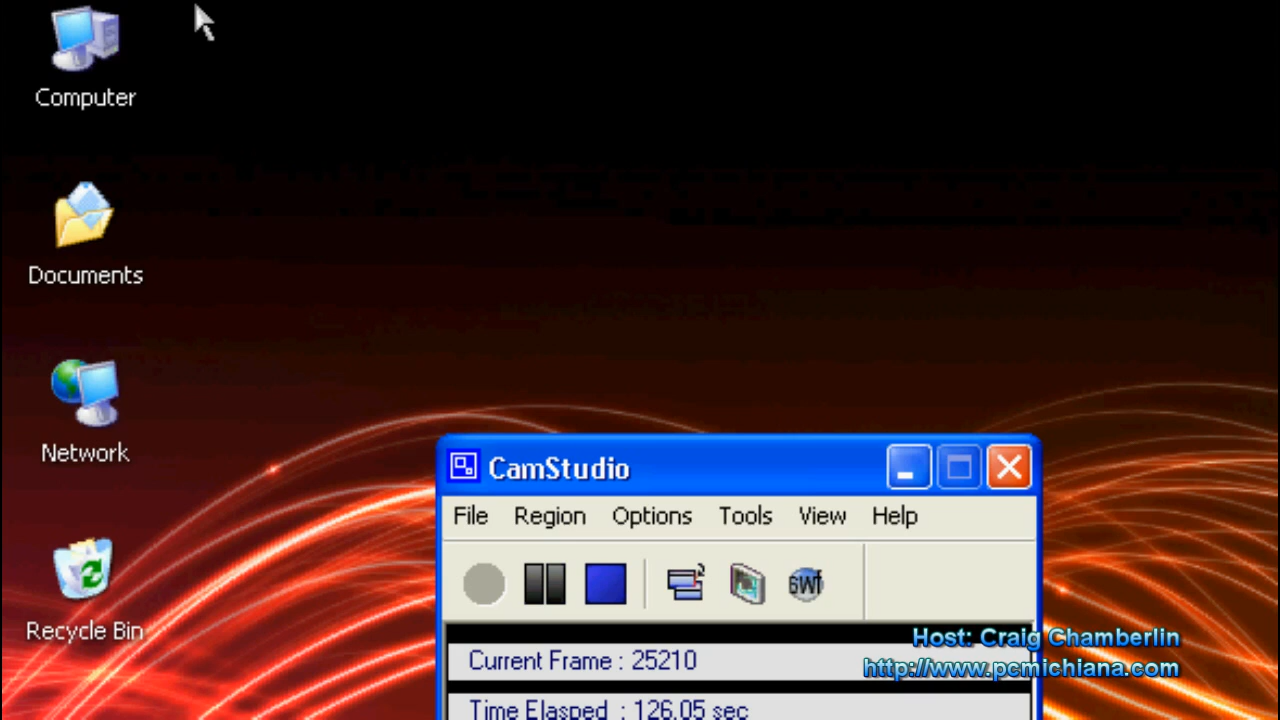 Computer
Documents
Network
Recycle Bin
CamStudio
File Region Options Tools View Help
SWf
Current Frame : 25210
Time Elasped : 126.05 sec
Host: Craig Chamberlin
http://www.pcmichiana.com